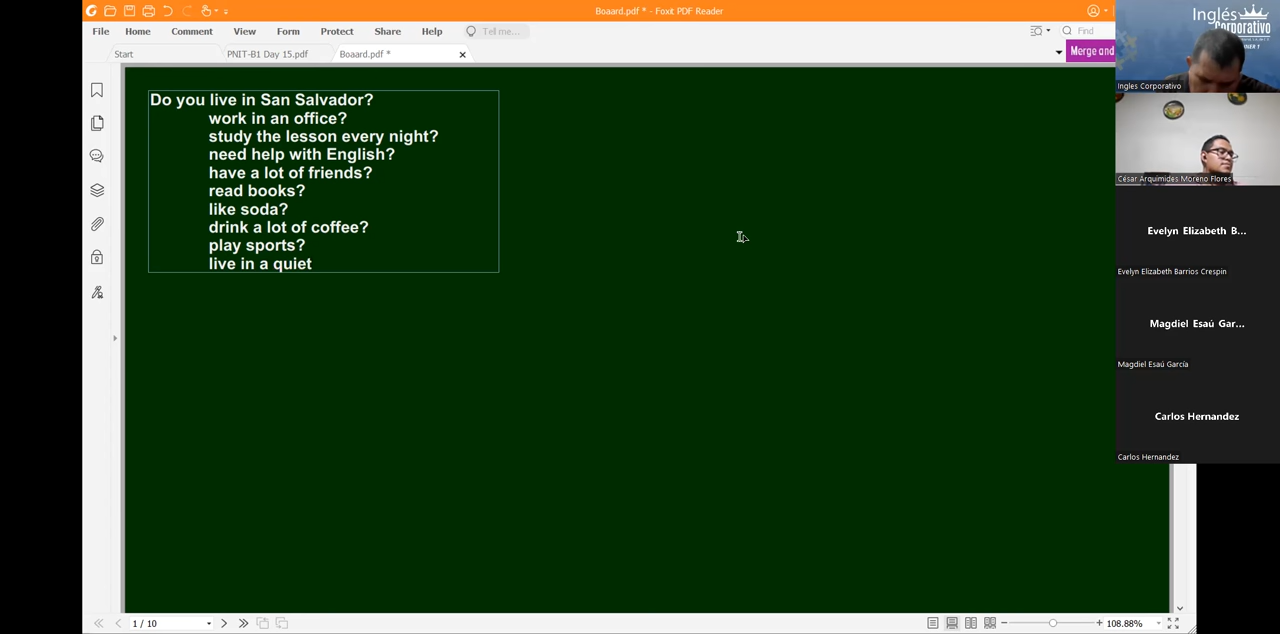 Boaard.pdf * - Foxit PDF Reader
File Home Comment View Form Protect Share Help Tell me... Find
Start PNIT-B1 Day 15.pdf Boaard.pdf * Merge and
Do you live in San Salvador?
work in an office?
study the lesson every night?
need help with English?
have a lot of friends?
read books?
like soda?
drink a lot of coffee?
play sports?
live in a quiet
1 / 10
108.88%
Inglés
Corporativo
Ingles Corporativo
César Arquimides Moreno Flores
Evelyn Elizabeth B...
Evelyn Elizabeth Barrios Crespin
Magdiel Esaú Gar...
Magdiel Esaú García
Carlos Hernandez
Carlos Hernandez